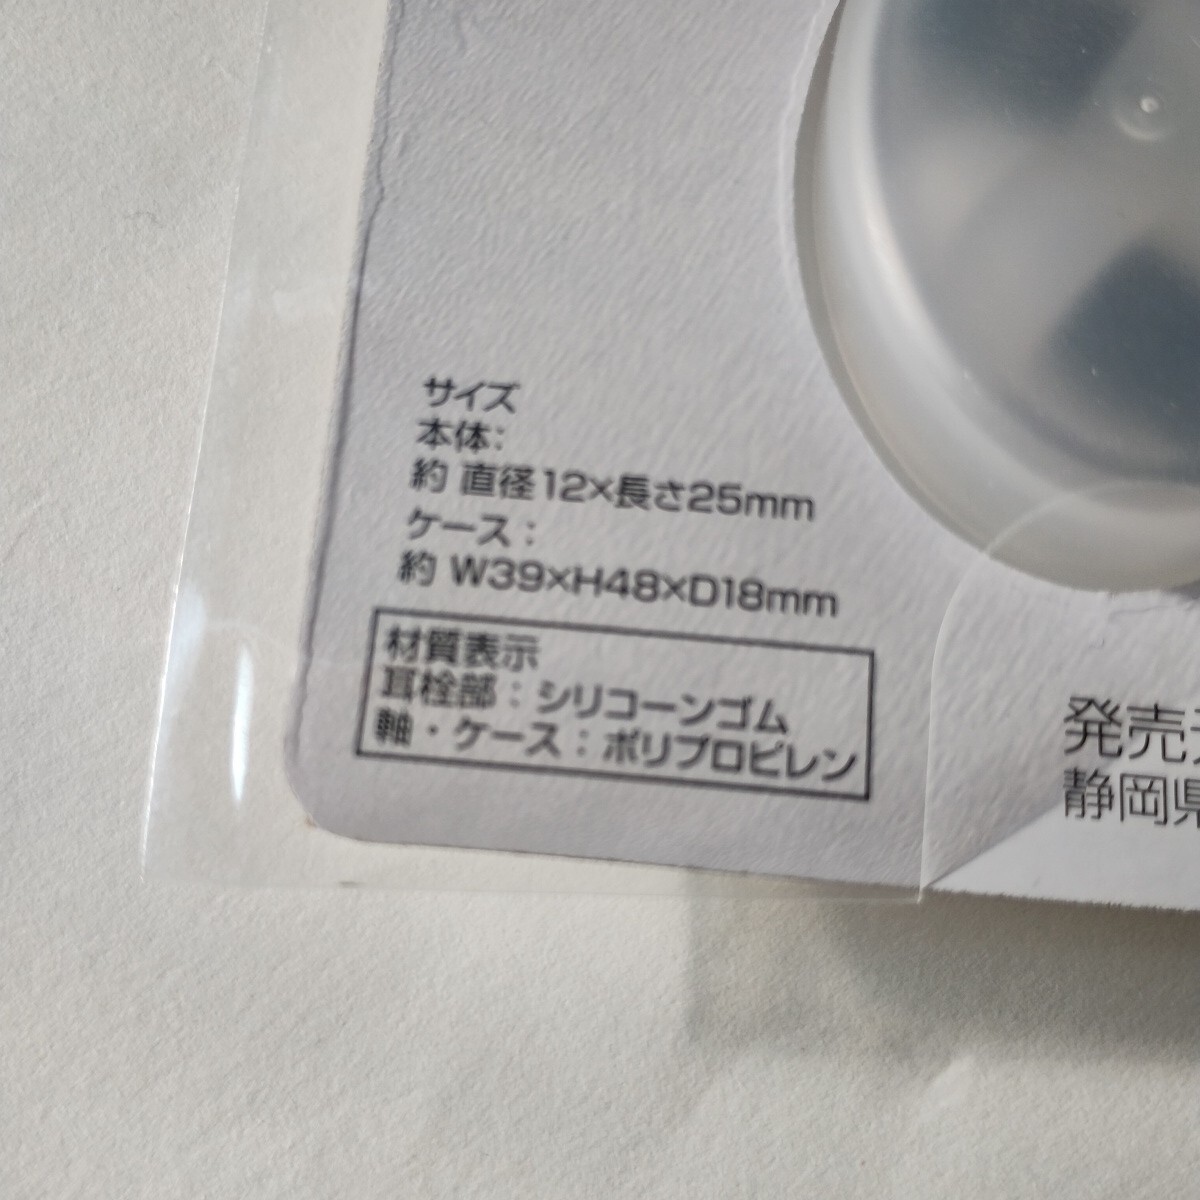 サイズ
本体：
約 直径12×長さ25mm
ケース：
約 W39×H48×D18mm
材質表示
耳栓部：シリコーンゴム
軸・ケース：ポリプロピレン
発売
静岡県